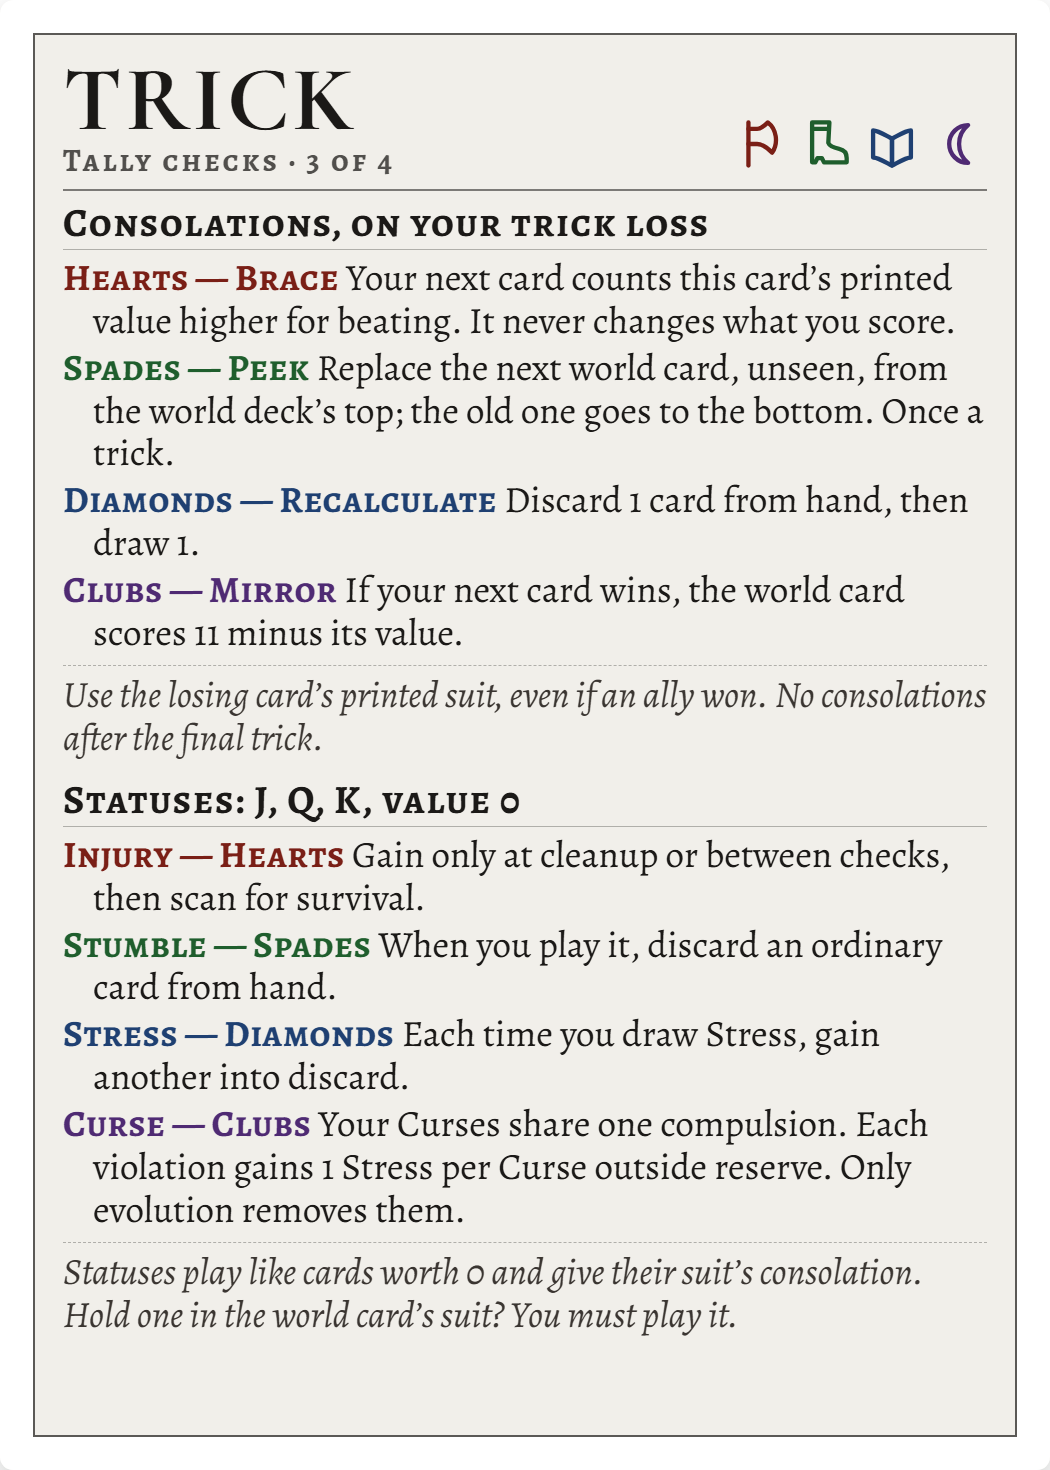 TRICK
TALLY CHECKS · 3 OF 4
CONSOLATIONS, ON YOUR TRICK LOSS
HEARTS — BRACE Your next card counts this card’s printed
value higher for beating. It never changes what you score.
SPADES — PEEK Replace the next world card, unseen, from
the world deck’s top; the old one goes to the bottom. Once a
trick.
DIAMONDS — RECALCULATE Discard 1 card from hand, then
draw 1.
CLUBS — MIRROR If your next card wins, the world card
scores 11 minus its value.
Use the losing card’s printed suit, even if an ally won. No consolations
after the final trick.
STATUSES: J, Q, K, VALUE 0
INJURY — HEARTS Gain only at cleanup or between checks,
then scan for survival.
STUMBLE — SPADES When you play it, discard an ordinary
card from hand.
STRESS — DIAMONDS Each time you draw Stress, gain
another into discard.
CURSE — CLUBS Your Curses share one compulsion. Each
violation gains 1 Stress per Curse outside reserve. Only
evolution removes them.
Statuses play like cards worth 0 and give their suit’s consolation.
Hold one in the world card’s suit? You must play it.